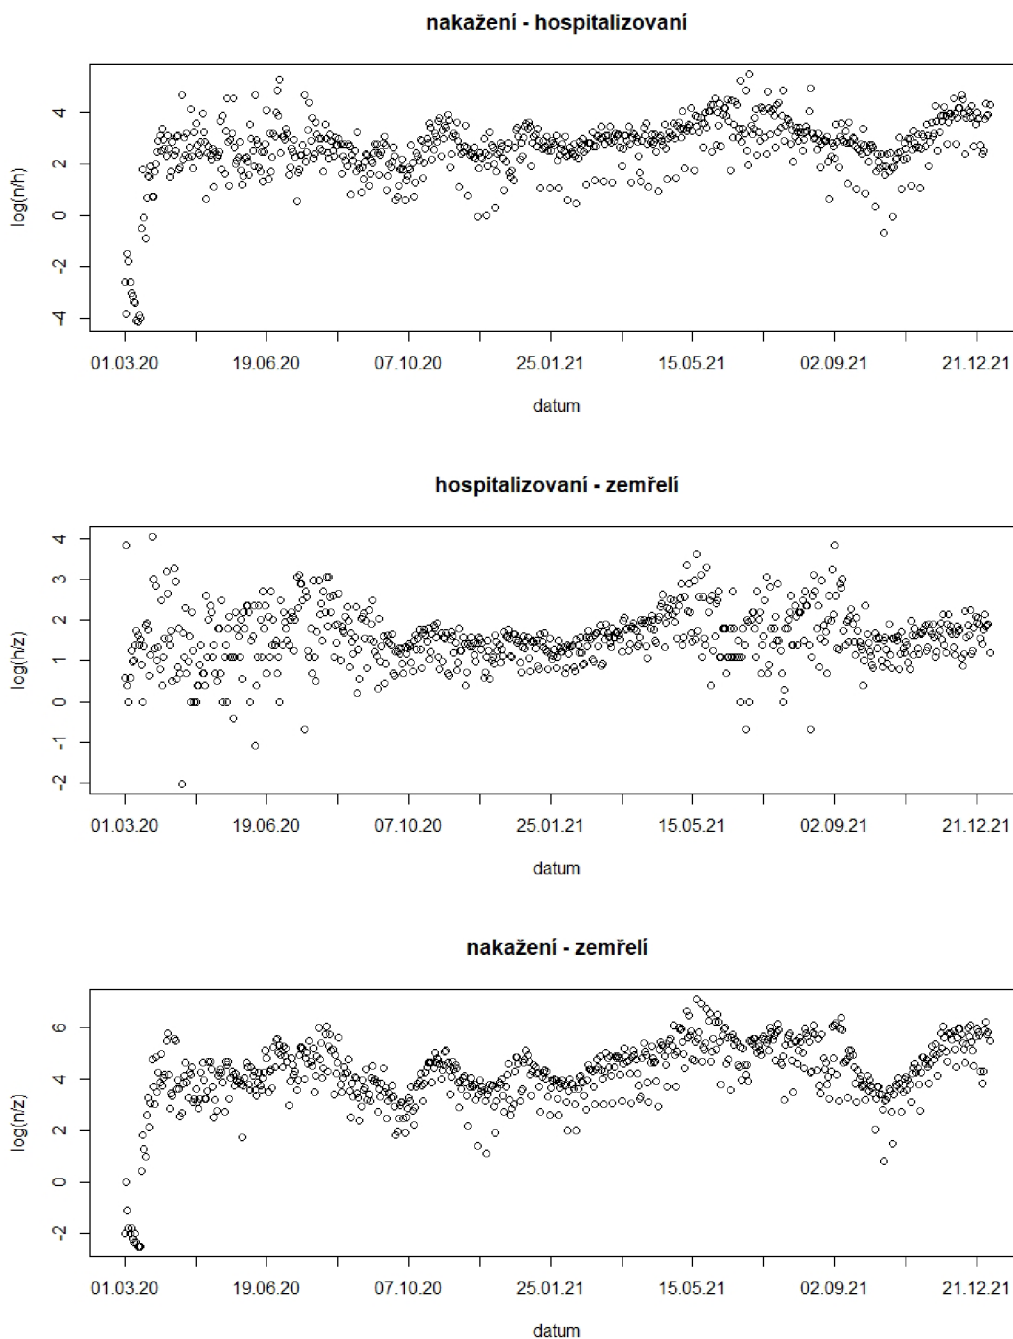 nakažení - hospitalizovaní
log(n/h)
4
2
0
-2
-4
01.03.20 19.06.20 07.10.20 25.01.21 15.05.21 02.09.21 21.12.21
datum
hospitalizovaní - zemřelí
log(h/z)
4
3
2
1
0
-1
-2
01.03.20 19.06.20 07.10.20 25.01.21 15.05.21 02.09.21 21.12.21
datum
nakažení - zemřelí
log(n/z)
6
4
2
0
-2
01.03.20 19.06.20 07.10.20 25.01.21 15.05.21 02.09.21 21.12.21
datum